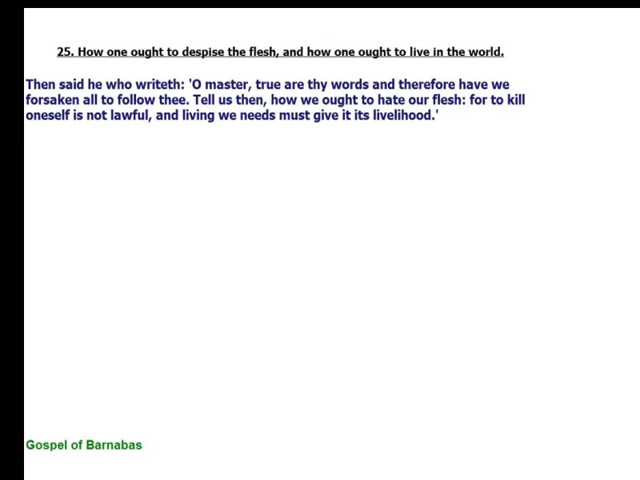 25. How one ought to despise the flesh, and how one ought to live in the world.
Then said he who writeth: 'O master, true are thy words and therefore have we
forsaken all to follow thee. Tell us then, how we ought to hate our flesh: for to kill
oneself is not lawful, and living we needs must give it its livelihood.'
Gospel of Barnabas